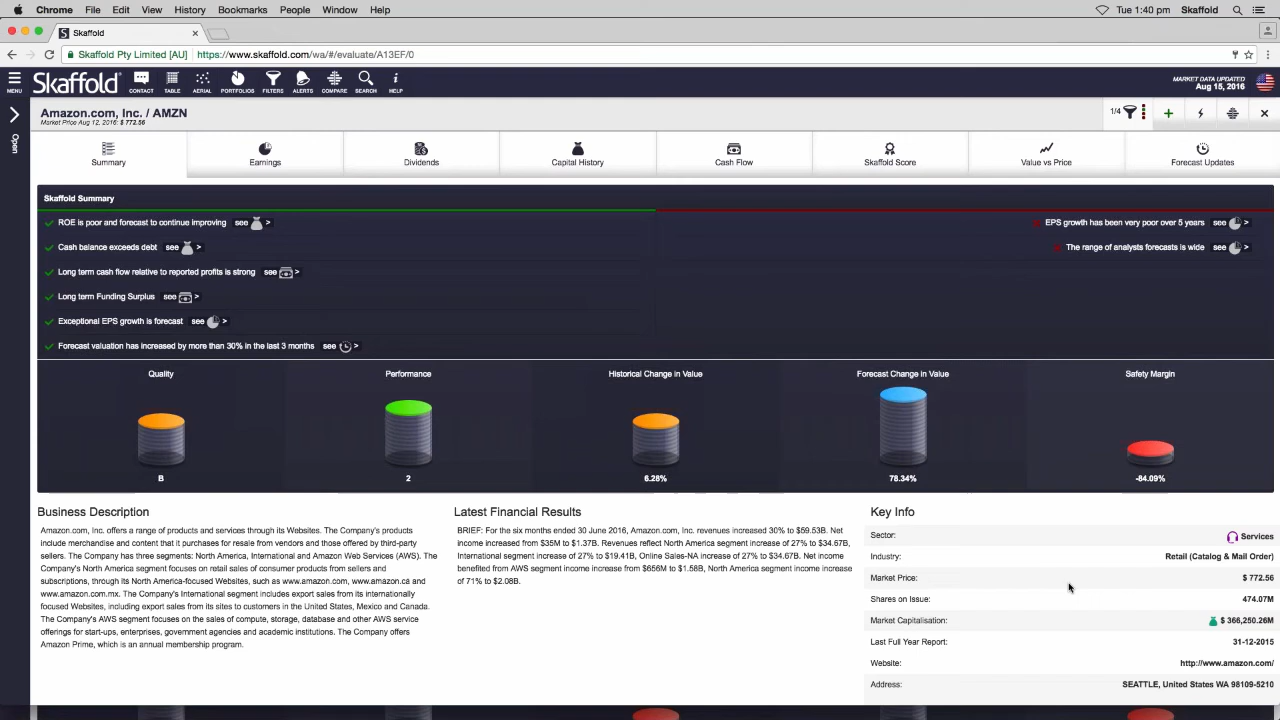 Chrome File Edit View History Bookmarks People Window Help Tue 1:40 pm Skaffold
Skaffold
Skaffold Pty Limited [AU] https://www.skaffold.com/wa/#/evaluate/A13EF/0
MENU Skaffold CONTACT TABLE AERIAL PORTFOLIOS FILTERS ALERTS COMPARE SEARCH HELP
MARKET DATA UPDATED
Aug 15, 2016
Open
Amazon.com, Inc. / AMZN
Market Price Aug 12, 2016: $ 772.56
1/4
Summary Earnings Dividends Capital History Cash Flow Skaffold Score Value vs Price Forecast Updates
Skaffold Summary
ROE is poor and forecast to continue improving see >
EPS growth has been very poor over 5 years see >
Cash balance exceeds debt see >
The range of analysts forecasts is wide see >
Long term cash flow relative to reported profits is strong see >
Long term Funding Surplus see >
Exceptional EPS growth is forecast see >
Forecast valuation has increased by more than 30% in the last 3 months see >
Quality Performance Historical Change in Value Forecast Change in Value Safety Margin
B 2 6.28% 78.34% -84.09%
Business Description
Amazon.com, Inc. offers a range of products and services through its Websites. The Company's products
include merchandise and content that it purchases for resale from vendors and those offered by third-party
sellers. The Company has three segments: North America, International and Amazon Web Services (AWS). The
Company's North America segment focuses on retail sales of consumer products from sellers and
subscriptions, through its North America-focused Websites, such as www.amazon.com, www.amazon.ca and
www.amazon.com.mx. The Company's International segment includes export sales from its internationally
focused Websites, including export sales from its sites to customers in the United States, Mexico and Canada.
The Company's AWS segment focuses on the sales of compute, storage, database and other AWS service
offerings for start-ups, enterprises, government agencies and academic institutions. The Company offers
Amazon Prime, which is an annual membership program.
Latest Financial Results
BRIEF: For the six months ended 30 June 2016, Amazon.com, Inc. revenues increased 30% to $59.53B. Net
income increased from $35M to $1.37B. Revenues reflect North America segment increase of 27% to $34.67B,
International segment increase of 27% to $19.41B, Online Sales-NA increase of 27% to $34.67B. Net income
benefited from AWS segment income increase from $656M to $1.58B, North America segment income increase
of 71% to $2.08B.
Key Info
Sector: Services
Industry: Retail (Catalog & Mail Order)
Market Price: $ 772.56
Shares on Issue: 474.07M
Market Capitalisation: $ 366,250.26M
Last Full Year Report: 31-12-2015
Website: http://www.amazon.com/
Address: SEATTLE, United States WA 98109-5210